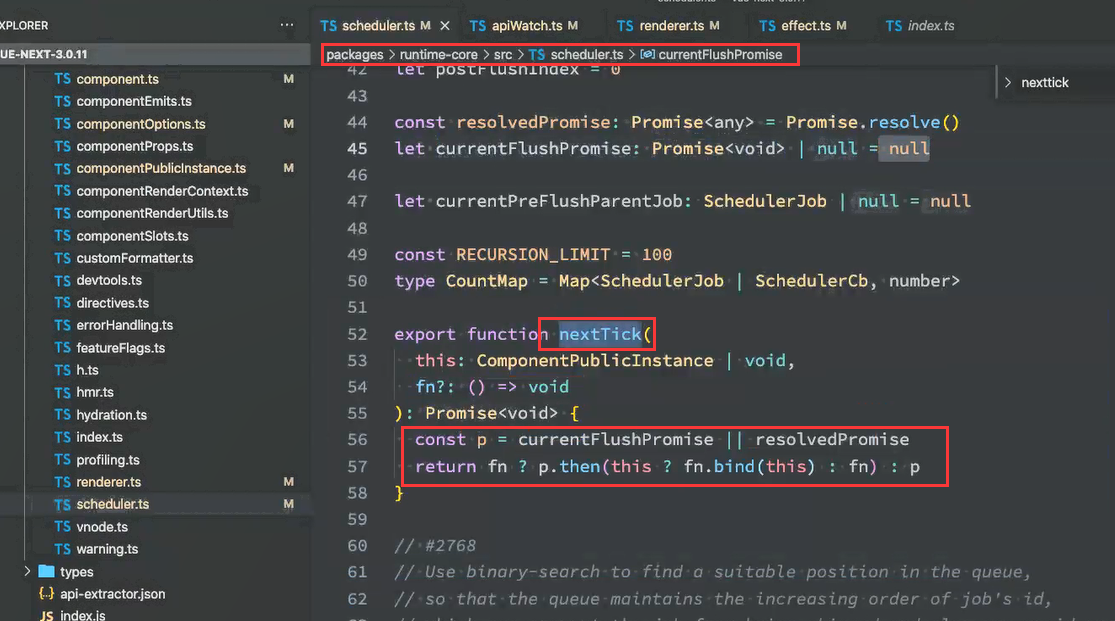 XPLORER
···
TS scheduler.ts M ×
TS apiWatch.ts M
TS renderer.ts M
TS effect.ts M
TS index.ts
UE-NEXT-3.0.11
packages > runtime-core > src > TS scheduler.ts > currentFlushPromise
TS component.ts M
TS componentEmits.ts
TS componentOptions.ts M
TS componentProps.ts
TS componentPublicInstance.ts M
TS componentRenderContext.ts
TS componentRenderUtils.ts
TS componentSlots.ts
TS customFormatter.ts
TS devtools.ts
TS directives.ts
TS errorHandling.ts
TS featureFlags.ts
TS h.ts
TS hmr.ts
TS hydration.ts
TS index.ts
TS profiling.ts
TS renderer.ts M
TS scheduler.ts M
TS vnode.ts
TS warning.ts
> types
{..} api-extractor.json
JS index.js
> nexttick
42 let postFlushIndex = 0
43
44 const resolvedPromise: Promise<any> = Promise.resolve()
45 let currentFlushPromise: Promise<void> | null = null
46
47 let currentPreFlushParentJob: SchedulerJob | null = null
48
49 const RECURSION_LIMIT = 100
50 type CountMap = Map<SchedulerJob | SchedulerCb, number>
51
52 export function nextTick(
53 this: ComponentPublicInstance | void,
54 fn?: () => void
55 ): Promise<void> {
56 const p = currentFlushPromise || resolvedPromise
57 return fn ? p.then(this ? fn.bind(this) : fn) : p
58 }
59
60 // #2768
61 // Use binary-search to find a suitable position in the queue,
62 // so that the queue maintains the increasing order of job's id,